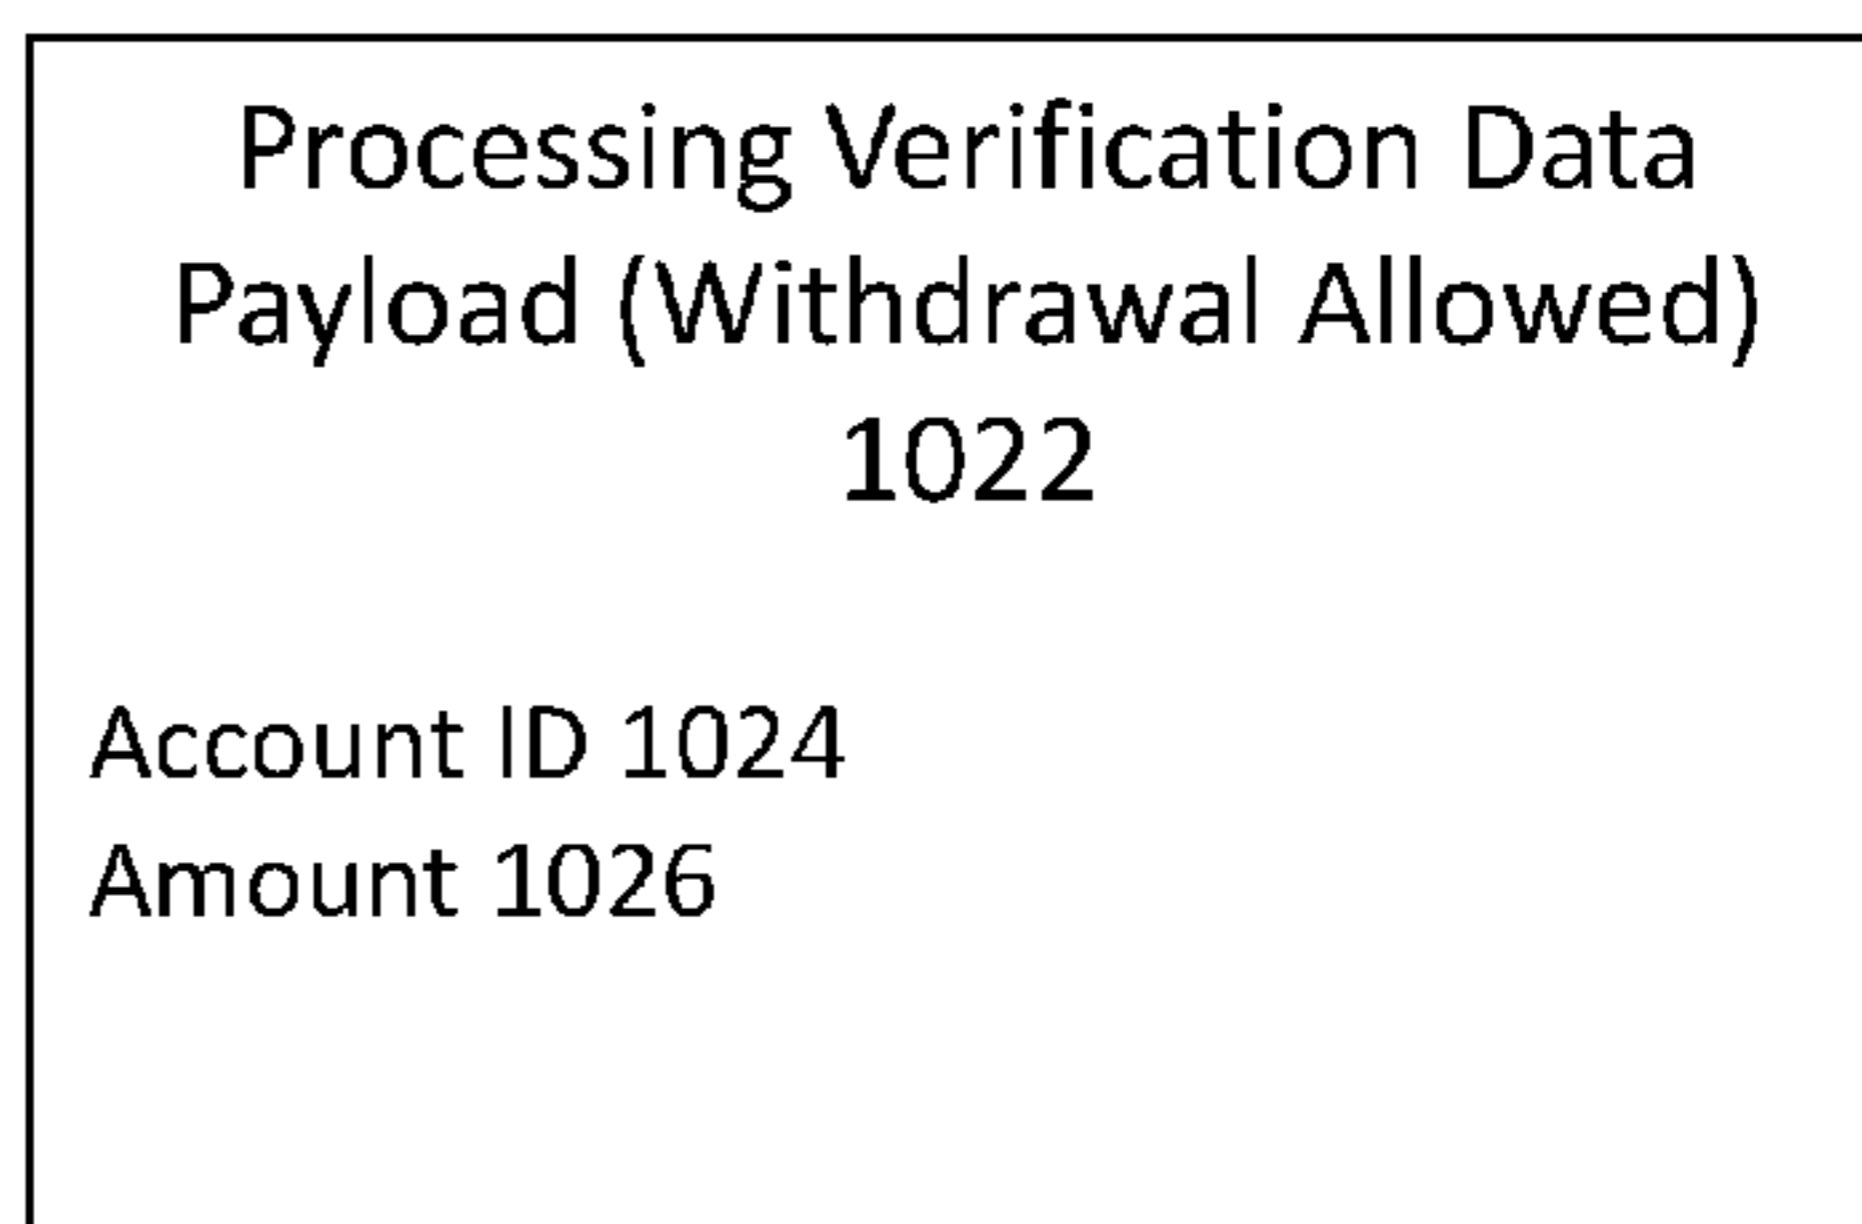 Processing Verification Data
Payload (Withdrawal Allowed)
1022
Account ID 1024
Amount 1026